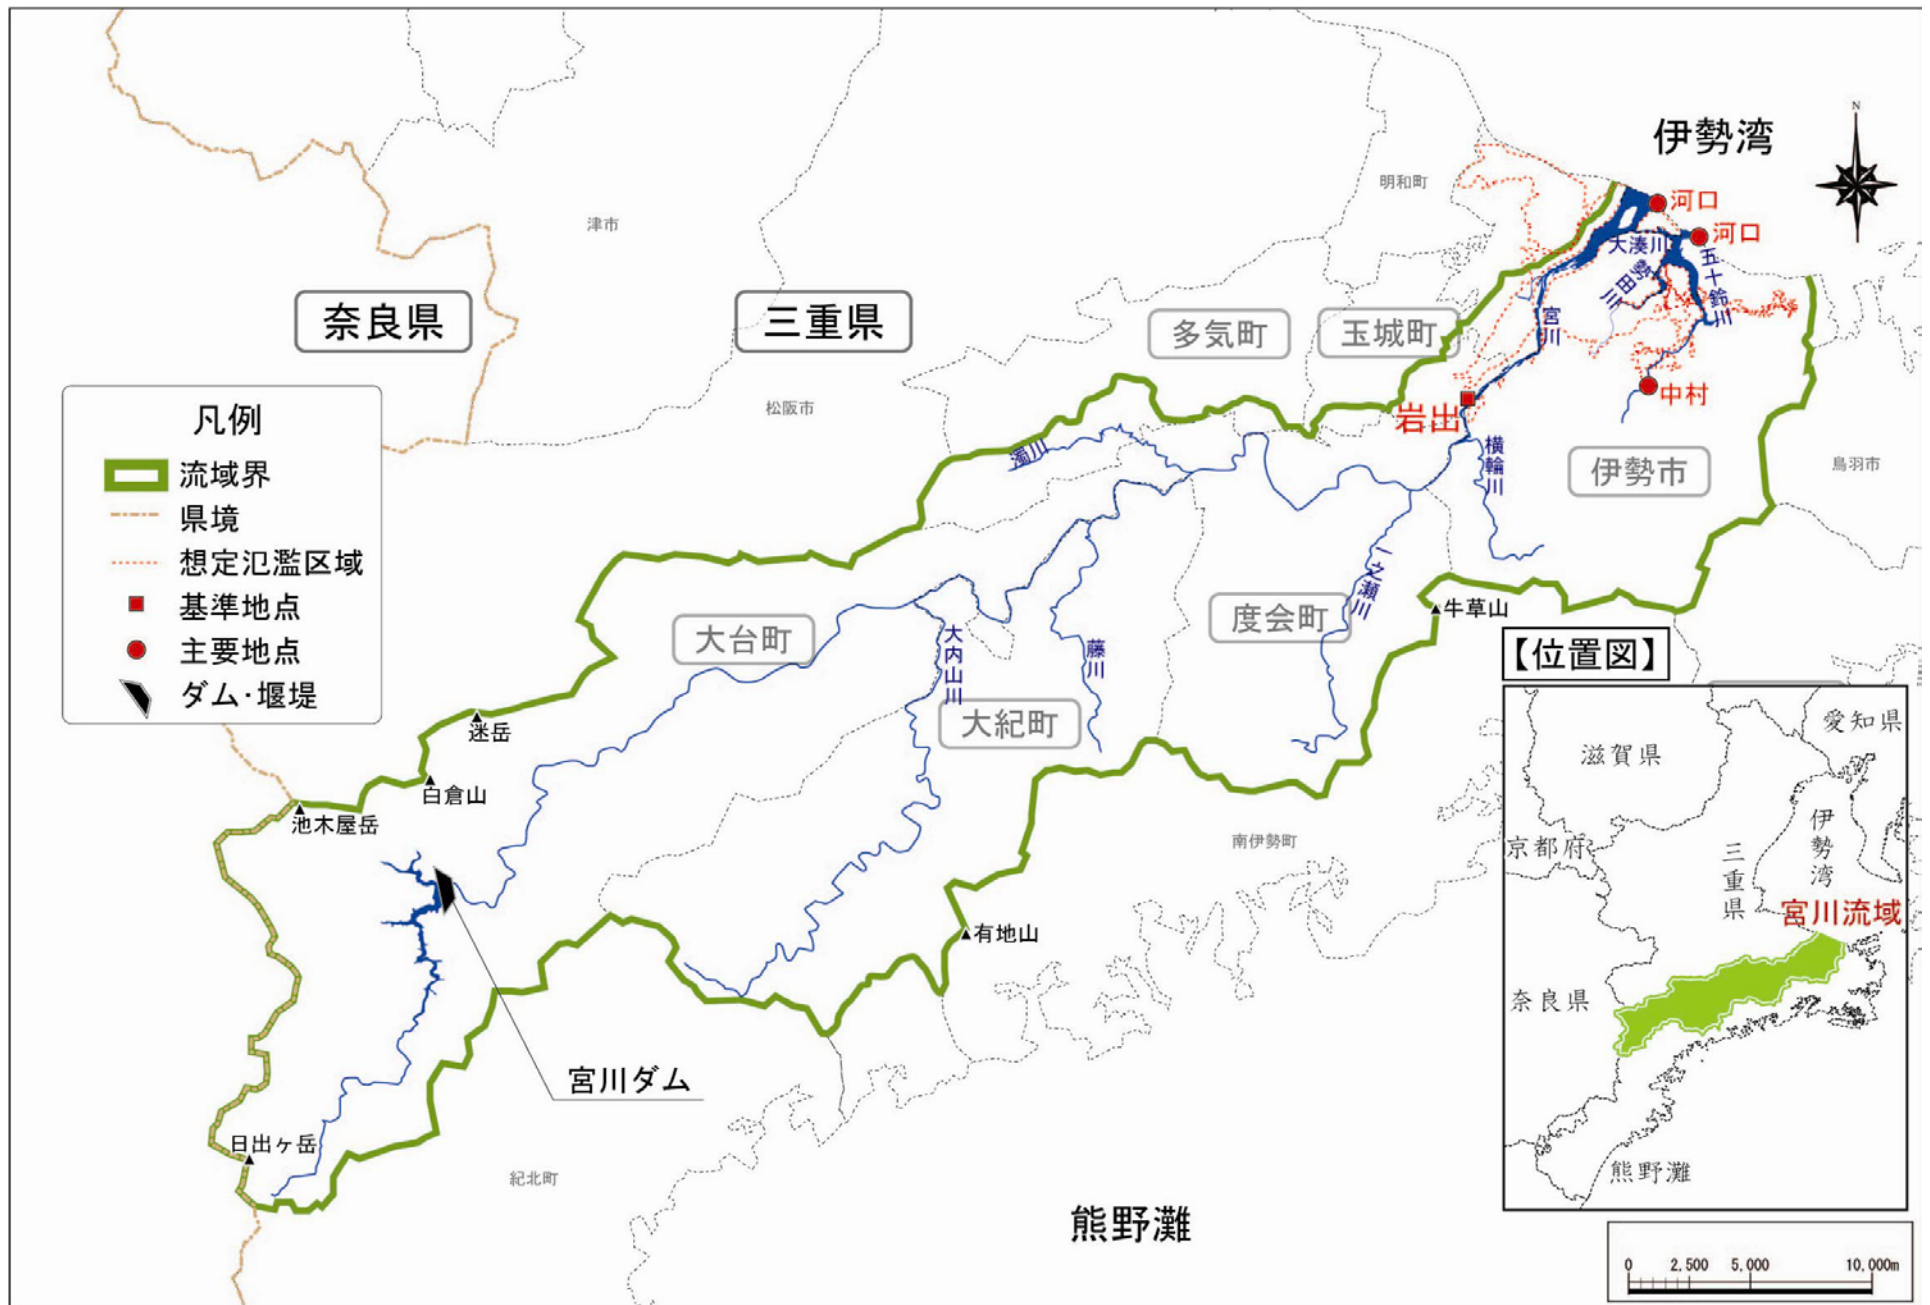 伊勢湾
N
明和町
河口
河口
大湊川
勢田川
五十鈴川
津市
奈良県
三重県
多気町
玉城町
宮川
中村
松阪市
岩出
凡例
流域界
県境
想定氾濫区域
基準地点
主要地点
ダム・堰堤
濁川
横輪川
伊勢市
鳥羽市
一之瀬川
牛草山
度会町
大台町
大内山川
藤川
大紀町
迷岳
白倉山
池木屋岳
南伊勢町
有地山
宮川ダム
日出ヶ岳
紀北町
熊野灘
【位置図】
愛知県
滋賀県
伊勢湾
京都府
三重県
宮川流域
奈良県
熊野灘
0 2,500 5,000 10,000m